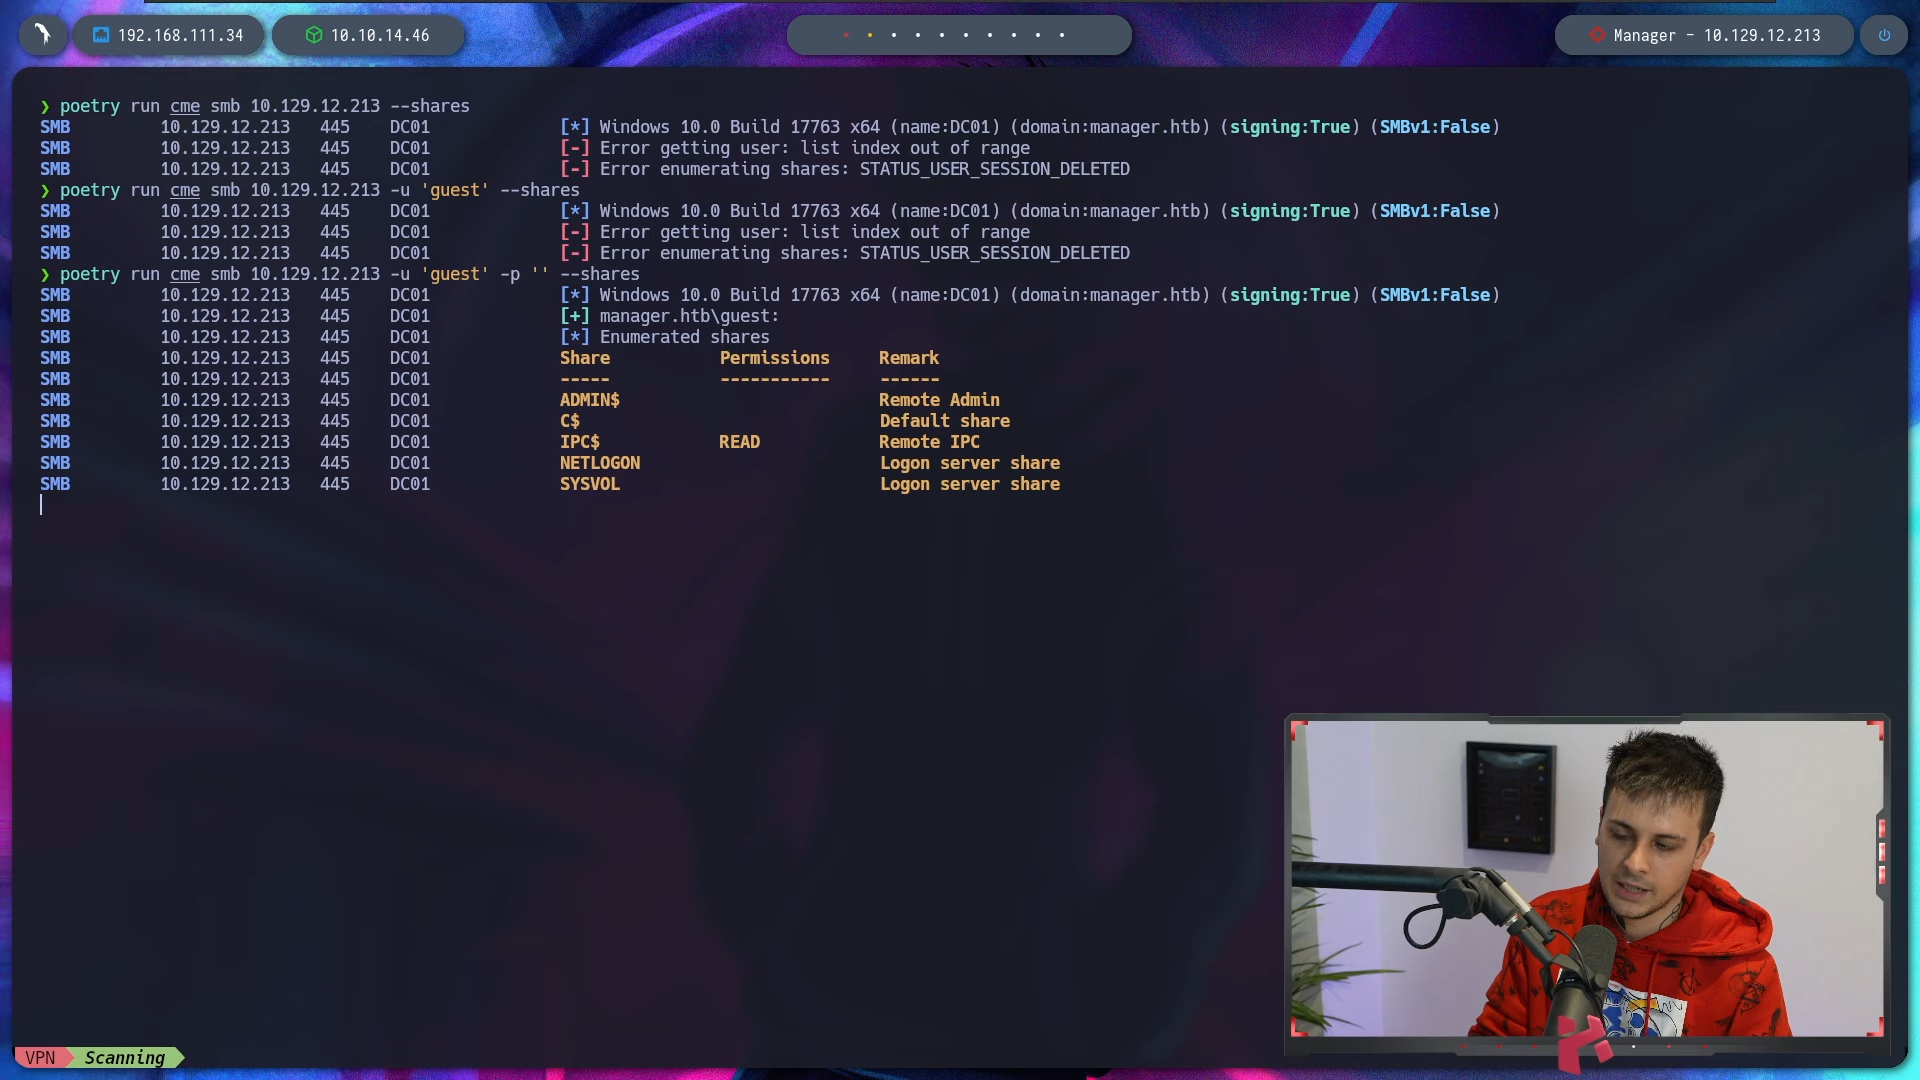 192.168.111.34
10.10.14.46
Manager - 10.129.12.213
❯ poetry run cme smb 10.129.12.213 --shares
SMB 10.129.12.213 445 DC01 [*] Windows 10.0 Build 17763 x64 (name:DC01) (domain:manager.htb) (signing:True) (SMBv1:False)
SMB 10.129.12.213 445 DC01 [-] Error getting user: list index out of range
SMB 10.129.12.213 445 DC01 [-] Error enumerating shares: STATUS_USER_SESSION_DELETED
❯ poetry run cme smb 10.129.12.213 -u 'guest' --shares
SMB 10.129.12.213 445 DC01 [*] Windows 10.0 Build 17763 x64 (name:DC01) (domain:manager.htb) (signing:True) (SMBv1:False)
SMB 10.129.12.213 445 DC01 [-] Error getting user: list index out of range
SMB 10.129.12.213 445 DC01 [-] Error enumerating shares: STATUS_USER_SESSION_DELETED
❯ poetry run cme smb 10.129.12.213 -u 'guest' -p '' --shares
SMB 10.129.12.213 445 DC01 [*] Windows 10.0 Build 17763 x64 (name:DC01) (domain:manager.htb) (signing:True) (SMBv1:False)
SMB 10.129.12.213 445 DC01 [+] manager.htb\guest:
SMB 10.129.12.213 445 DC01 [*] Enumerated shares
SMB 10.129.12.213 445 DC01 Share Permissions Remark
SMB 10.129.12.213 445 DC01 ----- ----------- ------
SMB 10.129.12.213 445 DC01 ADMIN$ Remote Admin
SMB 10.129.12.213 445 DC01 C$ Default share
SMB 10.129.12.213 445 DC01 IPC$ READ Remote IPC
SMB 10.129.12.213 445 DC01 NETLOGON Logon server share
SMB 10.129.12.213 445 DC01 SYSVOL Logon server share
VPN Scanning